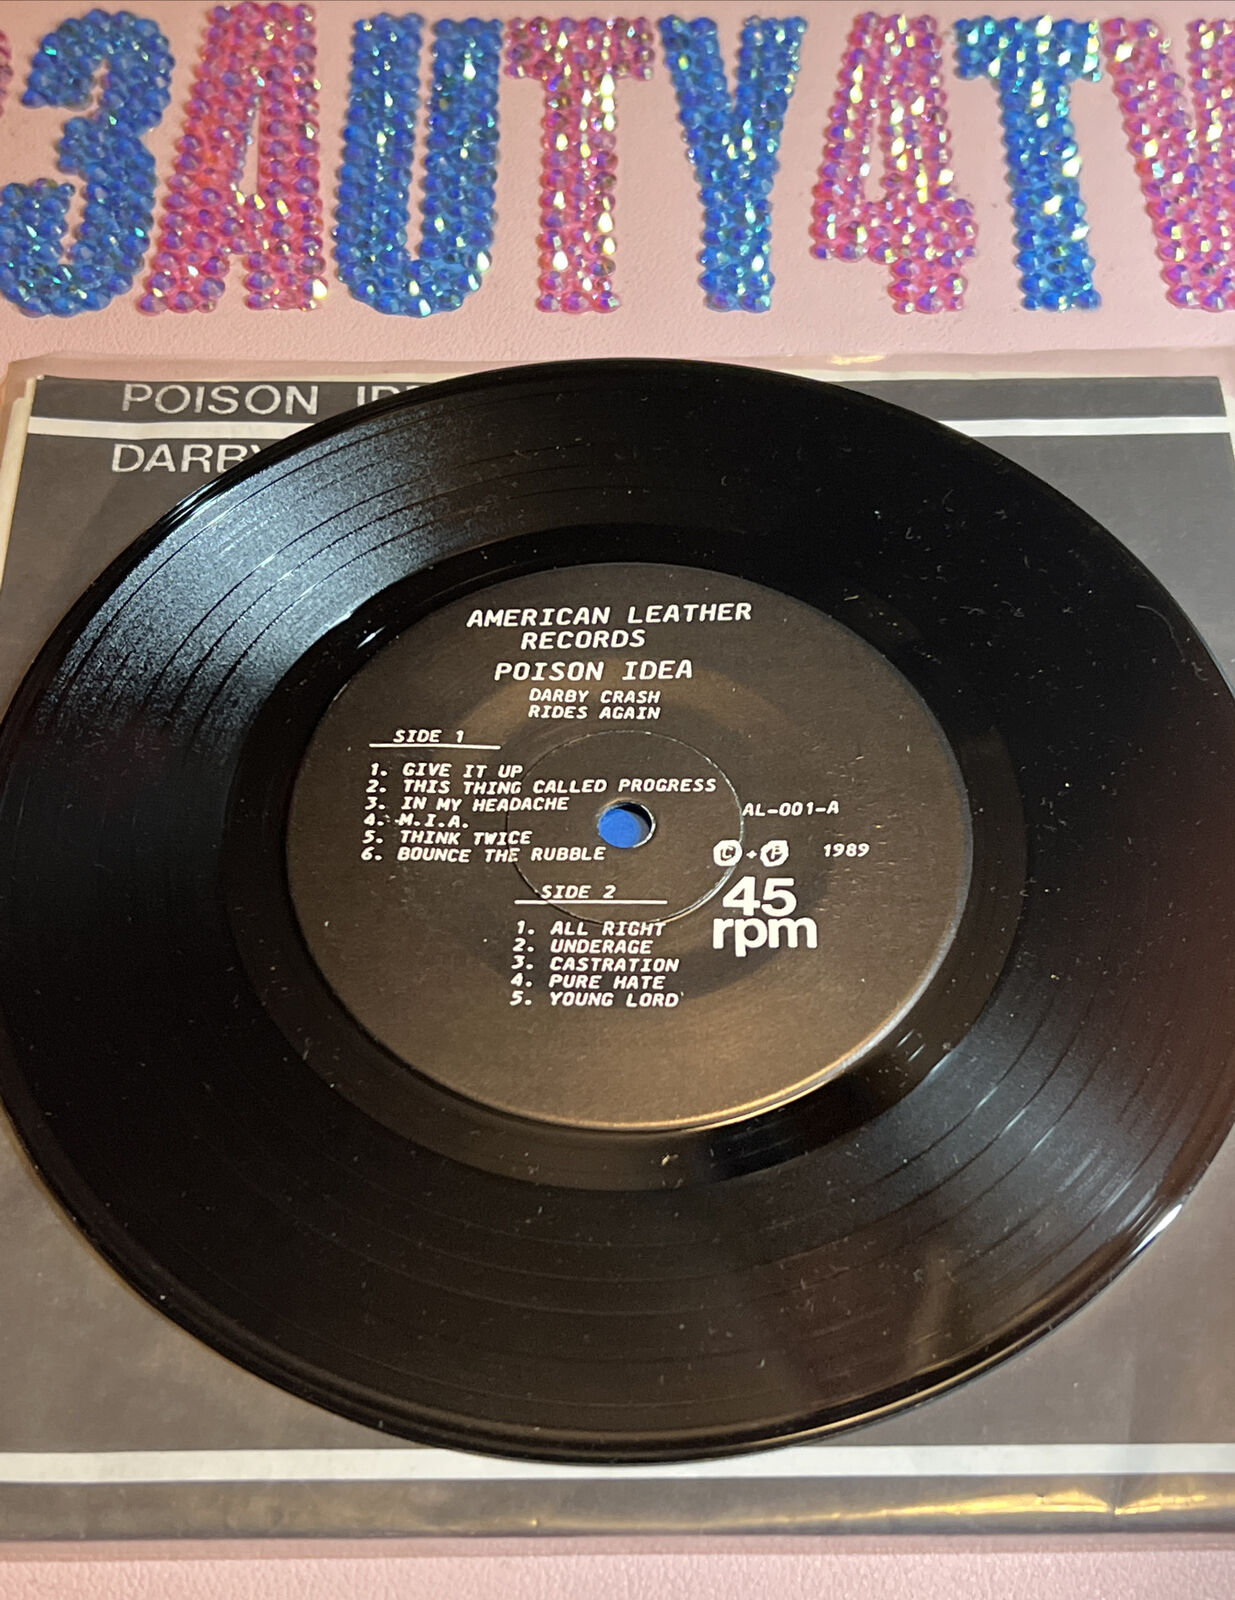 3AUTY4TV
POISON
DARBY
AMERICAN LEATHER
RECORDS
POISON IDEA
DARBY CRASH
RIDES AGAIN
SIDE 1
1. GIVE IT UP
2. THIS THING CALLED PROGRESS
3. IN MY HEADACHE
4. M.I.A.
5. THINK TWICE
6. BOUNCE THE RUBBLE
AL-001-A
C + P 1989
45
rpm
SIDE 2
1. ALL RIGHT
2. UNDERAGE
3. CASTRATION
4. PURE HATE
5. YOUNG LORD